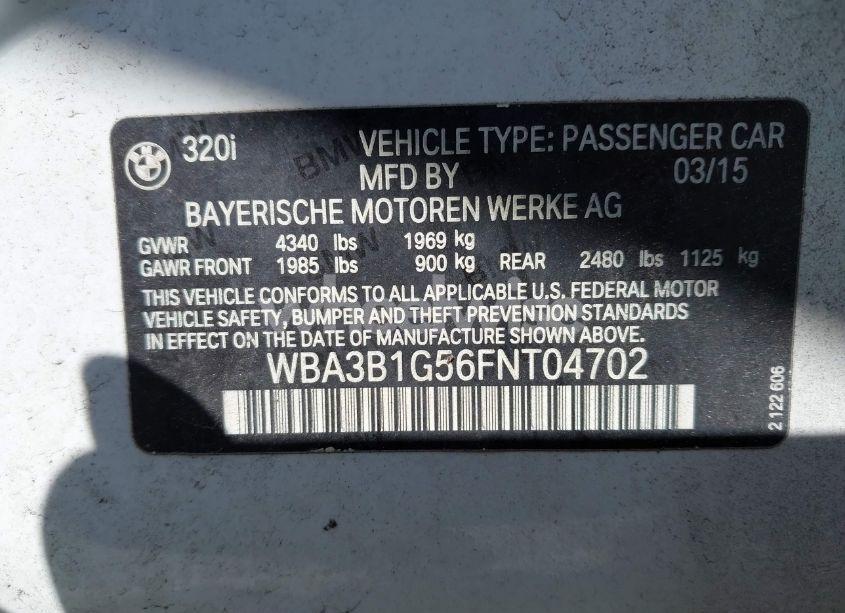 320i VEHICLE TYPE: PASSENGER CAR
MFD BY 03/15
BAYERISCHE MOTOREN WERKE AG
GVWR 4340 lbs 1969 kg
GAWR FRONT 1985 lbs 900 kg REAR 2480 lbs 1125 kg
THIS VEHICLE CONFORMS TO ALL APPLICABLE U.S. FEDERAL MOTOR
VEHICLE SAFETY, BUMPER AND THEFT PREVENTION STANDARDS
IN EFFECT ON THE DATE OF MANUFACTURE SHOWN ABOVE.
WBA3B1G56FNT04702
2 122 606
BMW
BMW